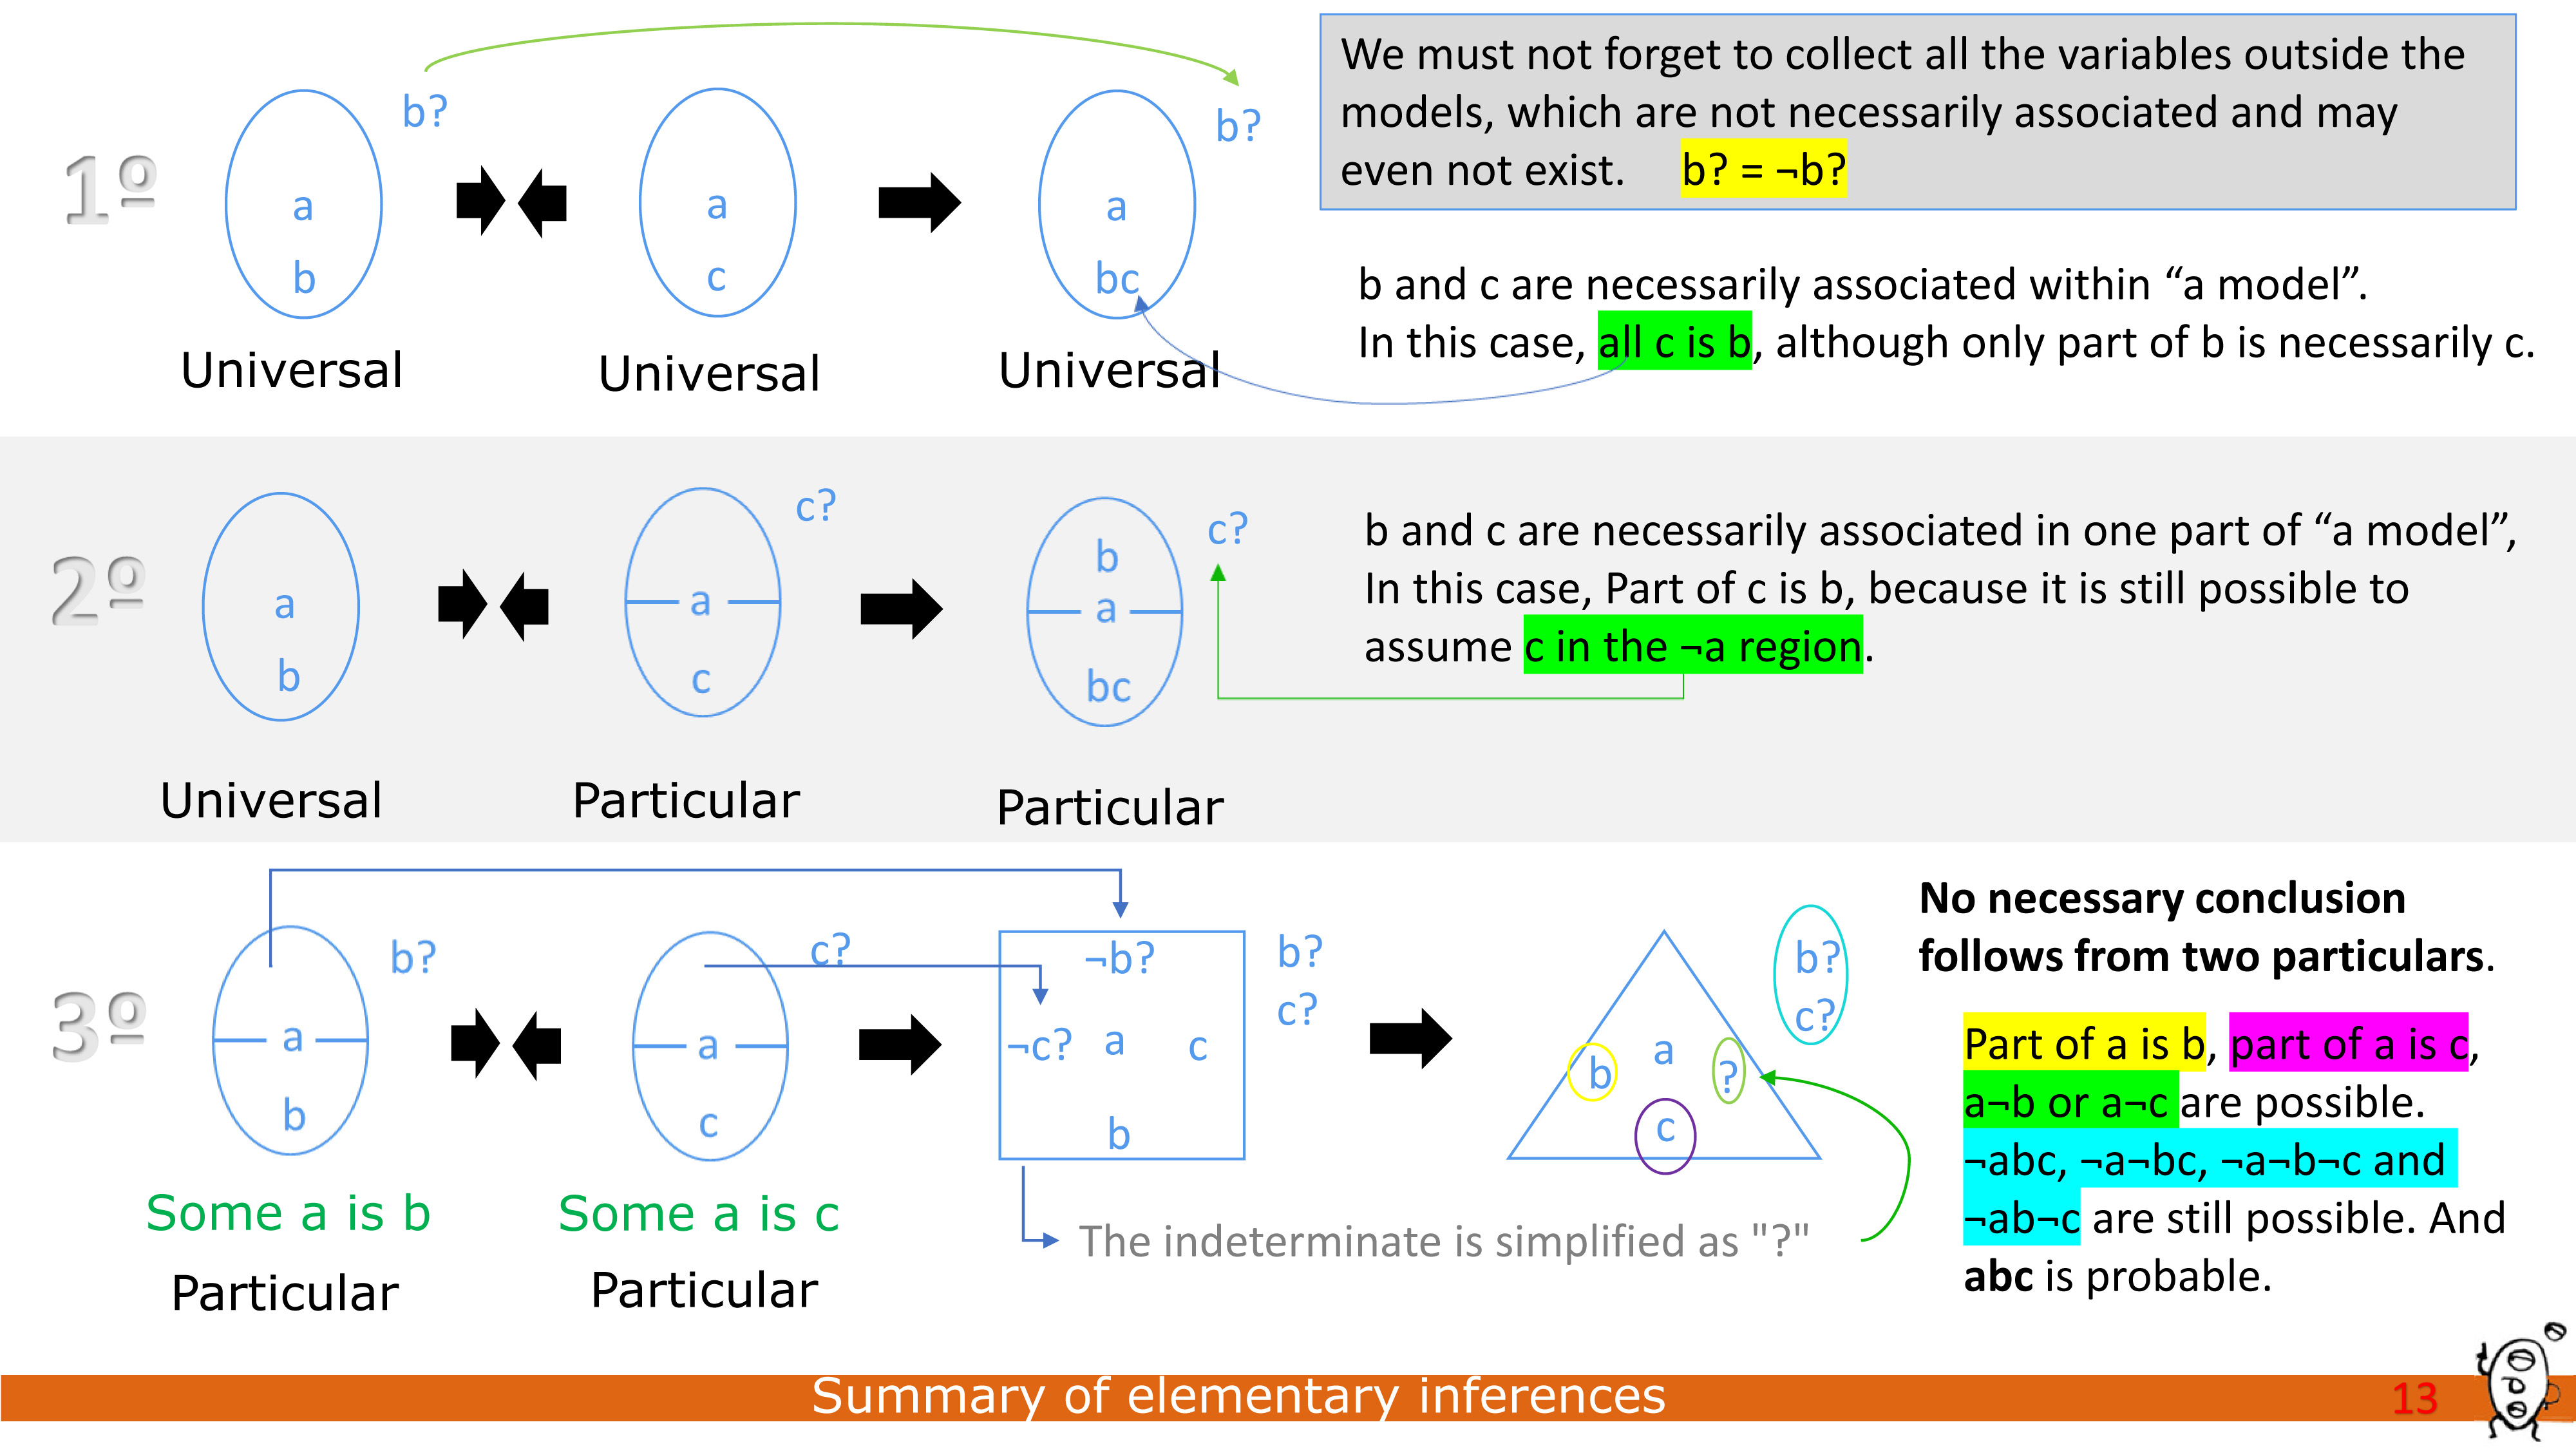 We must not forget to collect all the variables outside the
models, which are not necessarily associated and may
even not exist. b? = ¬b?
1º
b?
b?
a
a
a
b
c
bc
Universal
Universal
Universal
b and c are necessarily associated within “a model”.
In this case, all c is b, although only part of b is necessarily c.
2º
c?
c?
b
a
a
a
b
c
bc
Universal
Particular
Particular
b and c are necessarily associated in one part of “a model”,
In this case, Part of c is b, because it is still possible to
assume c in the ¬a region.
3º
b?
c?
¬b?
b?
c?
b?
c?
a
a
¬c? a c
a
b ?
b
c
b
c
Some a is b
Some a is c
Particular
Particular
The indeterminate is simplified as "?"
No necessary conclusion
follows from two particulars.
Part of a is b, part of a is c,
a¬b or a¬c are possible.
¬abc, ¬a¬bc, ¬a¬b¬c and
¬ab¬c are still possible. And
abc is probable.
Summary of elementary inferences
13